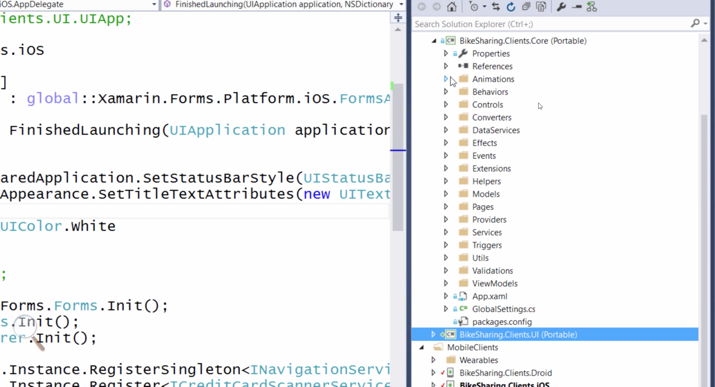 iOS.AppDelegate
FinishedLaunching(UIApplication application, NSDictionary
ients.UI.UIApp;
s.iOS
]
: global::Xamarin.Forms.Platform.iOS.FormsA
FinishedLaunching(UIApplication application,
aredApplication.SetStatusBarStyle(UIStatusBa
Appearance.SetTitleTextAttributes(new UIText
UIColor.White
;
Forms.Forms.Init();
s.Init();
rer.Init();
.Instance.RegisterSingleton<INavigationServi
.Instance.Register<ICreditCardScannerService
Search Solution Explorer (Ctrl+;)
BikeSharing.Clients.Core (Portable)
Properties
References
Animations
Behaviors
Controls
Converters
DataServices
Effects
Events
Extensions
Helpers
Models
Pages
Providers
Services
Triggers
Utils
Validations
ViewModels
App.xaml
GlobalSettings.cs
packages.config
BikeSharing.Clients.UI (Portable)
MobileClients
Wearables
BikeSharing.Clients.Droid
BikeSharing.Clients.iOS